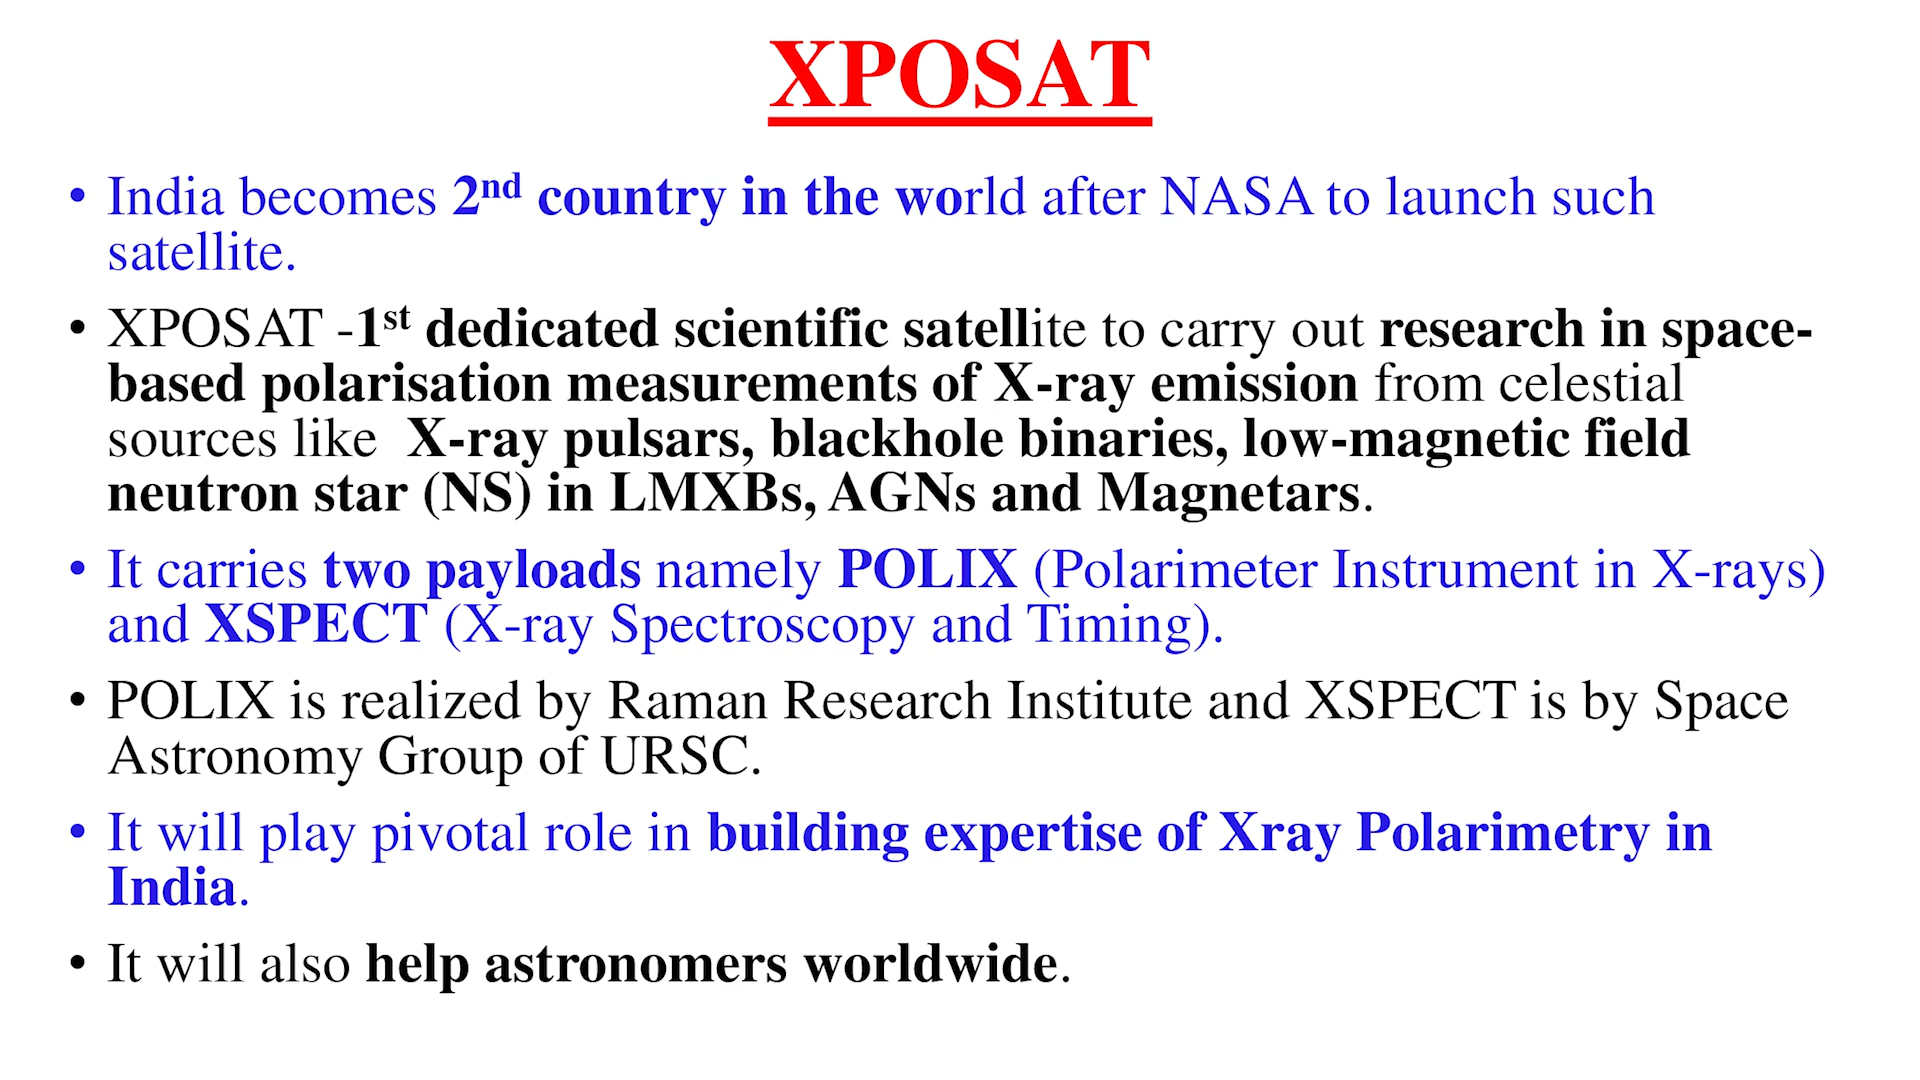 XPOSAT
• India becomes 2nd country in the world after NASA to launch such
satellite.
• XPOSAT -1st dedicated scientific satellite to carry out research in space-
based polarisation measurements of X-ray emission from celestial
sources like X-ray pulsars, blackhole binaries, low-magnetic field
neutron star (NS) in LMXBs, AGNs and Magnetars.
• It carries two payloads namely POLIX (Polarimeter Instrument in X-rays)
and XSPECT (X-ray Spectroscopy and Timing).
• POLIX is realized by Raman Research Institute and XSPECT is by Space
Astronomy Group of URSC.
• It will play pivotal role in building expertise of Xray Polarimetry in
India.
• It will also help astronomers worldwide.